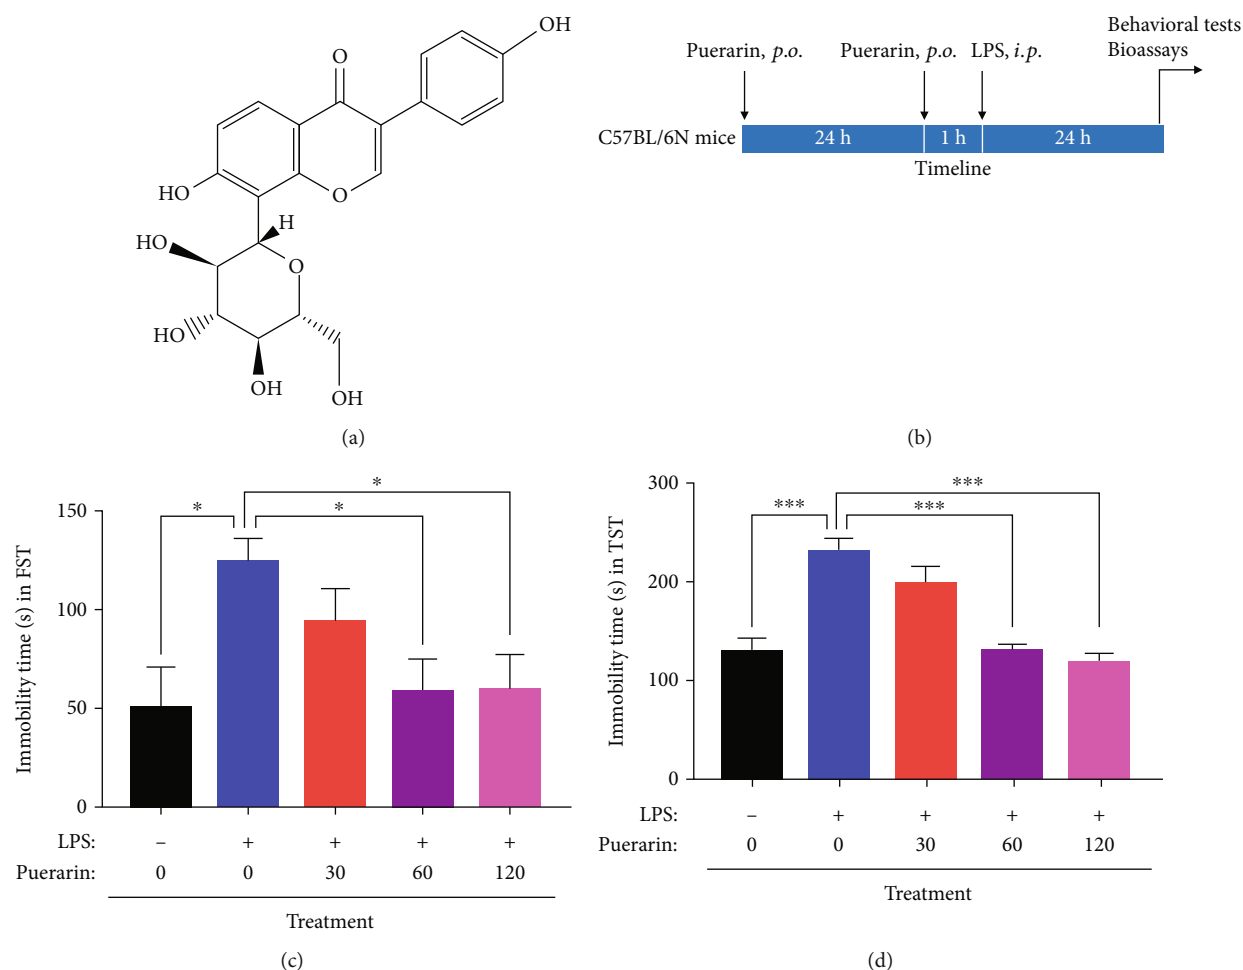 OH
O
HO
O
H
HO
O
HO
OH
OH
(a)
Behavioral tests
Bioassays
Puerarin, p.o.
Puerarin, p.o.
LPS, i.p.
C57BL/6N mice
24 h
1 h
24 h
Timeline
(b)
Immobility time (s) in FST
150
100
50
0
*
*
*
LPS: – + + + +
Puerarin: 0 0 30 60 120
Treatment
(c)
Immobility time (s) in TST
300
200
100
0
***
***
***
LPS: – + + + +
Puerarin: 0 0 30 60 120
Treatment
(d)